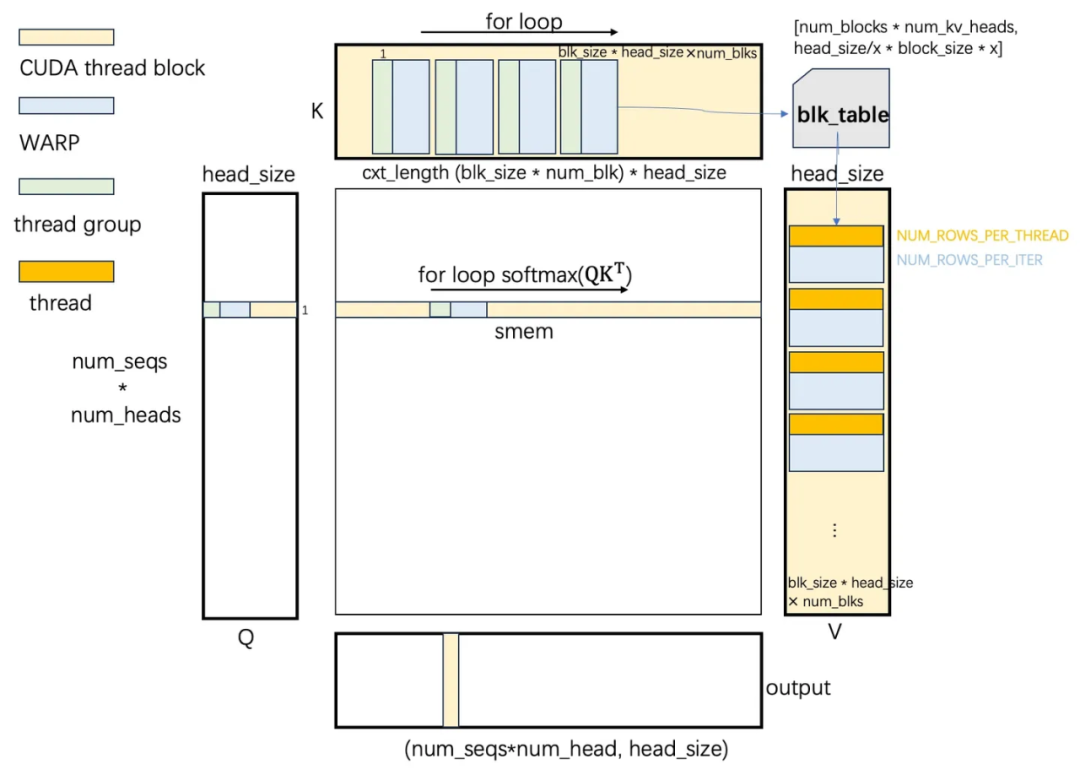 CUDA thread block
WARP
thread group
thread
num_seqs
*
num_heads
for loop
1
blk_size * head_size ×num_blks
K
cxt_length (blk_size * num_blk) * head_size
[num_blocks * num_kv_heads,
head_size/x * block_size * x]
blk_table
head_size
head_size
NUM_ROWS_PER_THREAD
NUM_ROWS_PER_ITER
for loop softmax(QK^T)
1
smem
⋮
blk_size * head_size
× num_blks
Q
V
output
(num_seqs*num_head, head_size)